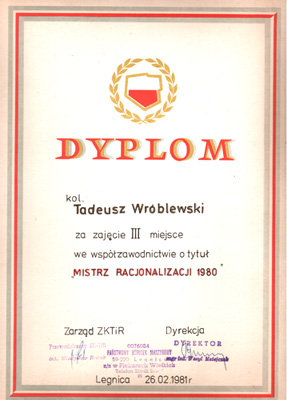 DYPLOM
kol.
Tadeusz Wróblewski
za zajęcie III miejsce
we współzawodnictwie o tytuł
"MISTRZ RACJONALIZACJI 1980"
Zarząd ZKTiR Dyrekcja
DYREKTOR
Legnica 26.02.1981r